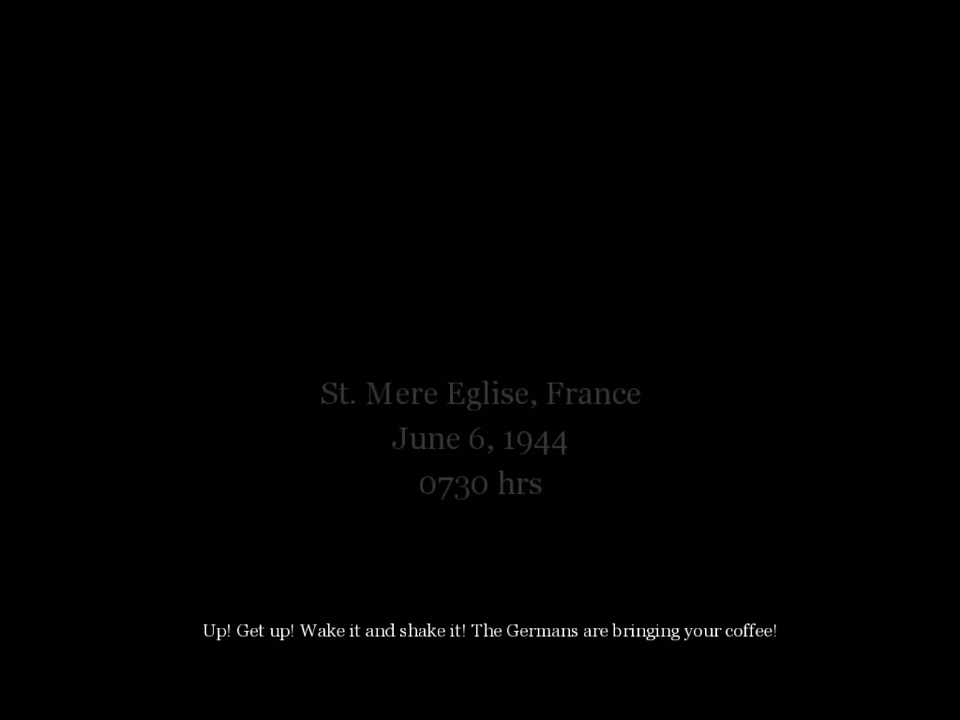 St. Mere Eglise, France
June 6, 1944
0730 hrs
Up! Get up! Wake it and shake it! The Germans are bringing your coffee!